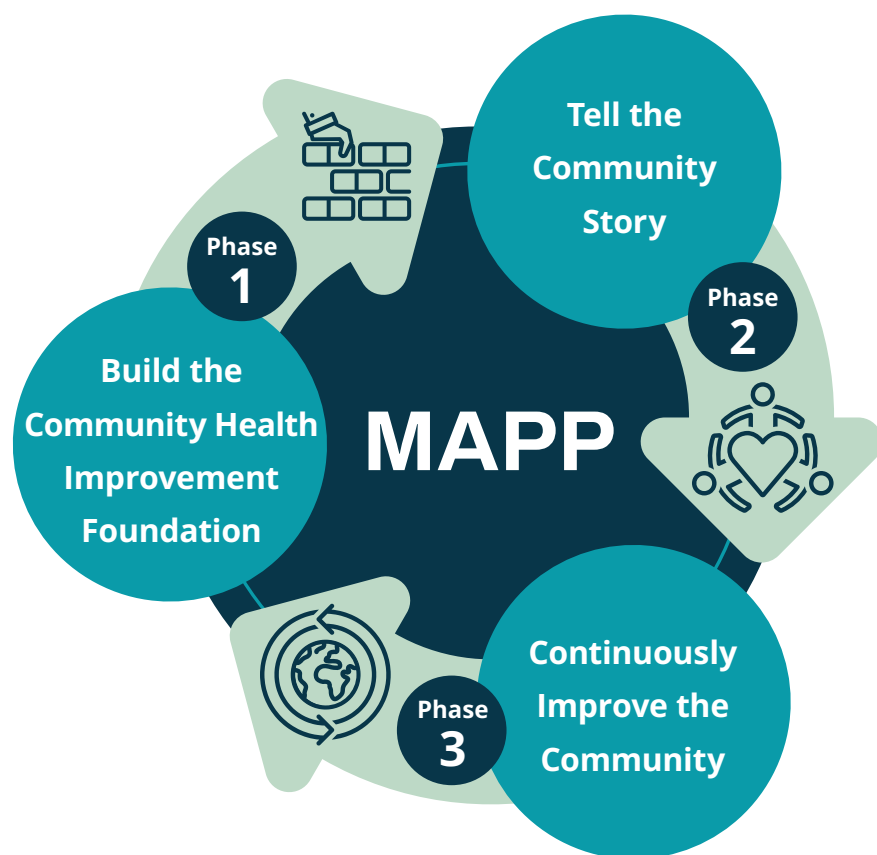 Phase
1
Build the
Community Health
Improvement
Foundation
Tell the
Community
Story
Phase
2
MAPP
Continuously
Improve the
Community
Phase
3